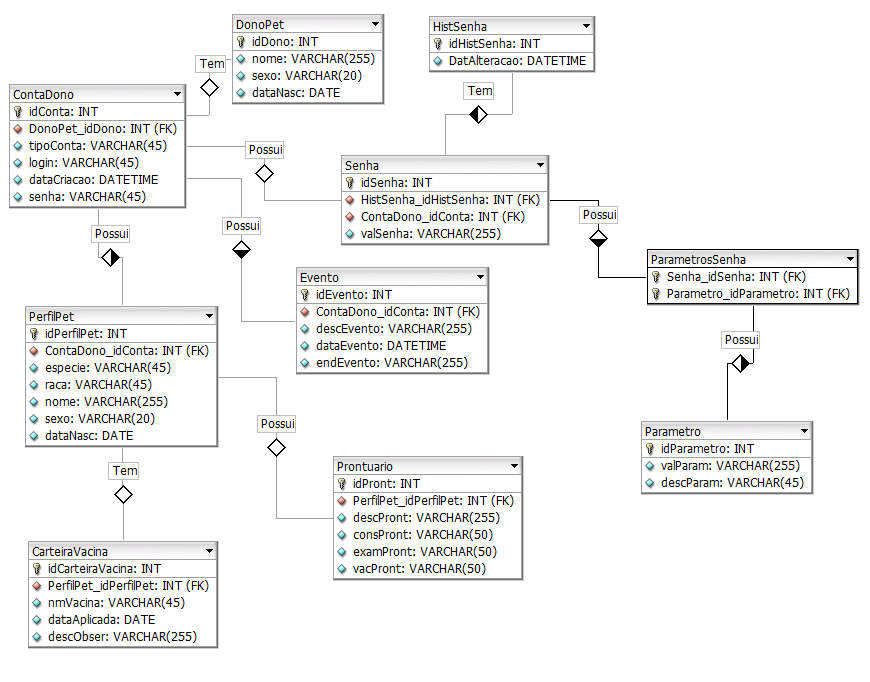 DonoPet
idDono: INT
nome: VARCHAR(255)
sexo: VARCHAR(20)
dataNasc: DATE
HistSenha
idHistSenha: INT
DatAlteracao: DATETIME
Tem
Tem
ContaDono
idConta: INT
DonoPet_idDono: INT (FK)
tipoConta: VARCHAR(45)
login: VARCHAR(45)
dataCriacao: DATETIME
senha: VARCHAR(45)
Possui
Senha
idSenha: INT
HistSenha_idHistSenha: INT (FK)
ContaDono_idConta: INT (FK)
valSenha: VARCHAR(255)
Possui
Possui
Possui
ParametrosSenha
Senha_idSenha: INT (FK)
Parametro_idParametro: INT (FK)
Evento
idEvento: INT
ContaDono_idConta: INT (FK)
descEvento: VARCHAR(255)
dataEvento: DATETIME
endEvento: VARCHAR(255)
PerfilPet
idPerfilPet: INT
ContaDono_idConta: INT (FK)
especie: VARCHAR(45)
raca: VARCHAR(45)
nome: VARCHAR(255)
sexo: VARCHAR(20)
dataNasc: DATE
Possui
Possui
Parametro
idParametro: INT
valParam: VARCHAR(255)
descParam: VARCHAR(45)
Tem
Prontuario
idPront: INT
PerfilPet_idPerfilPet: INT (FK)
descPront: VARCHAR(255)
consPront: VARCHAR(50)
examPront: VARCHAR(50)
vacPront: VARCHAR(50)
CarteiraVacina
idCarteiraVacina: INT
PerfilPet_idPerfilPet: INT (FK)
nmVacina: VARCHAR(45)
dataAplicada: DATE
descObser: VARCHAR(255)